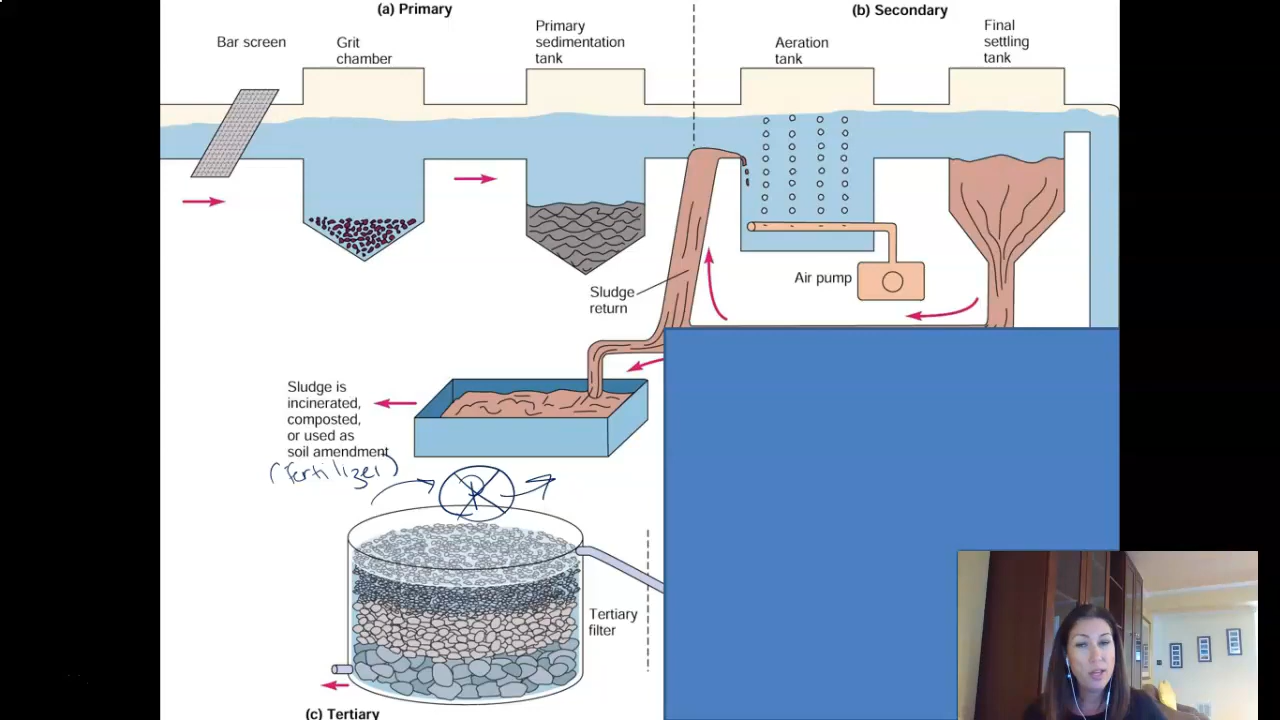 (a) Primary
(b) Secondary
Bar screen
Grit
chamber
Primary
sedimentation
tank
Aeration
tank
Final
settling
tank
Sludge
return
Air pump
Sludge is
incinerated,
composted,
or used as
soil amendment
(fertilizer)
Tertiary
filter
(c) Tertiary